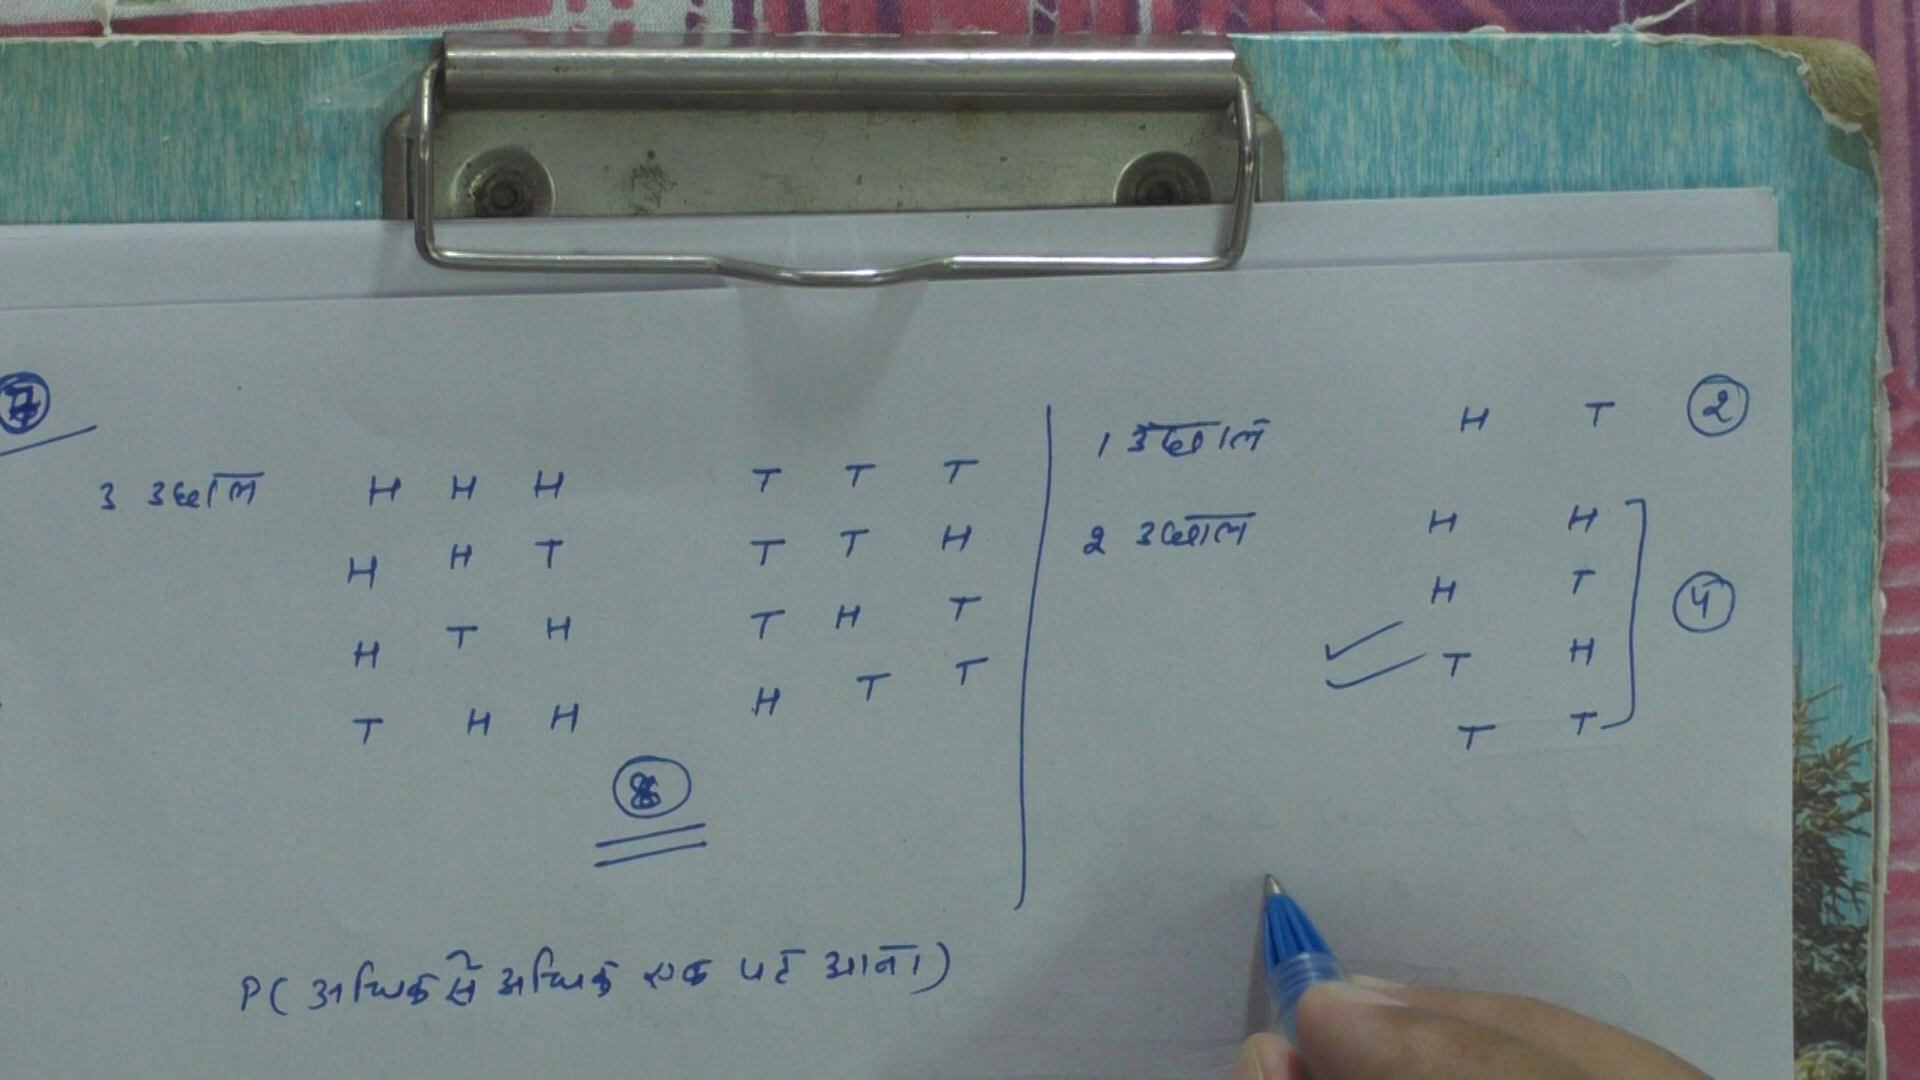 7
3 उछाल H H H T T T
H H T T T H
H T H T H T
T H H H T T
8
1 उछाल H T 2
2 उछाल H H
H T 4
T H
T T
P( अधिक से अधिक एक पट आना )